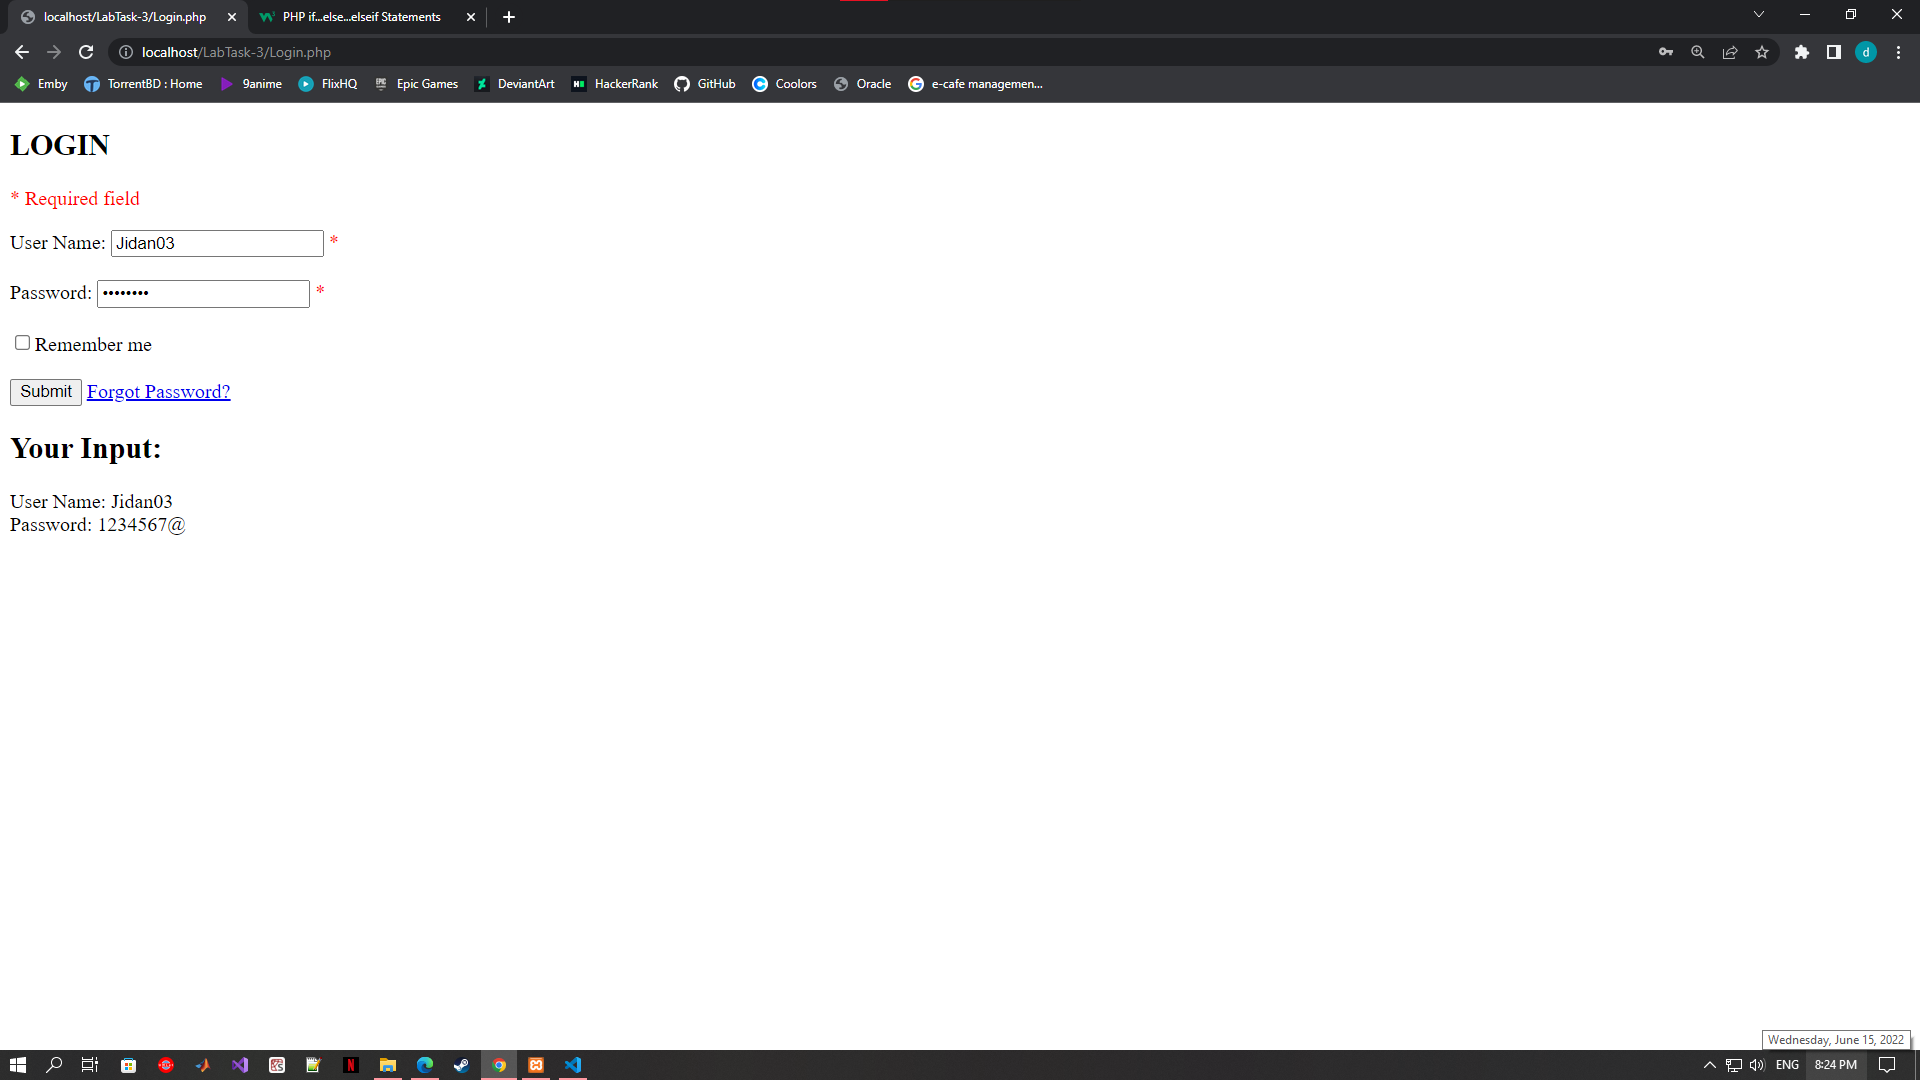 localhost/LabTask-3/Login.php
PHP if...else...elseif Statements
localhost/LabTask-3/Login.php
d
Emby
TorrentBD : Home
9anime
FlixHQ
Epic Games
DeviantArt
HackerRank
GitHub
Coolors
Oracle
e-cafe managemen...
LOGIN
* Required field
User Name: Jidan03 *
Password: •••••••• *
Remember me
Submit Forgot Password?
Your Input:
User Name: Jidan03
Password: 1234567@
Wednesday, June 15, 2022
ENG 8:24 PM